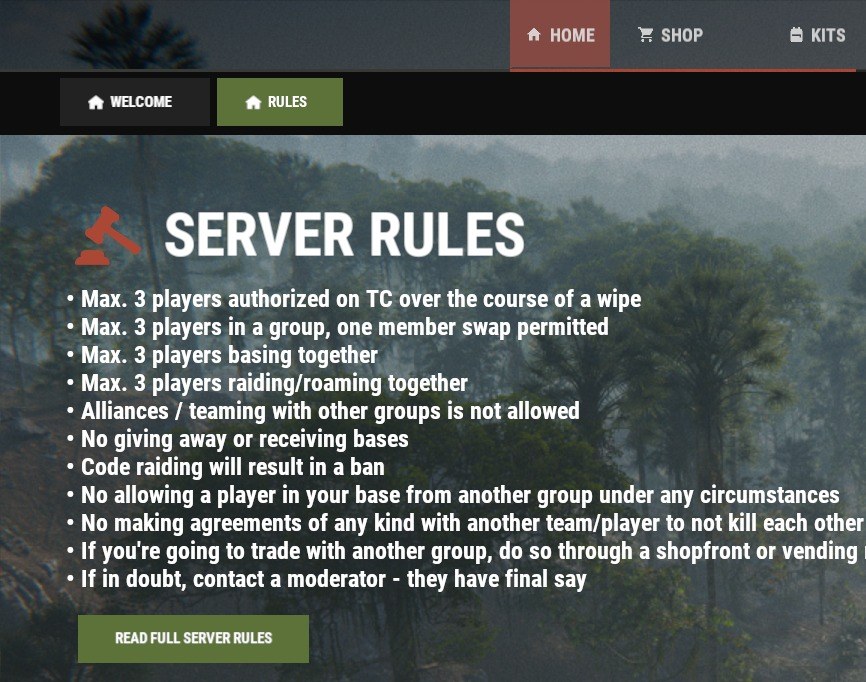 HOME SHOP KITS
WELCOME RULES
SERVER RULES
• Max. 3 players authorized on TC over the course of a wipe
• Max. 3 players in a group, one member swap permitted
• Max. 3 players basing together
• Max. 3 players raiding/roaming together
• Alliances / teaming with other groups is not allowed
• No giving away or receiving bases
• Code raiding will result in a ban
• No allowing a player in your base from another group under any circumstances
• No making agreements of any kind with another team/player to not kill each other
• If you're going to trade with another group, do so through a shopfront or vending
• If in doubt, contact a moderator - they have final say
READ FULL SERVER RULES